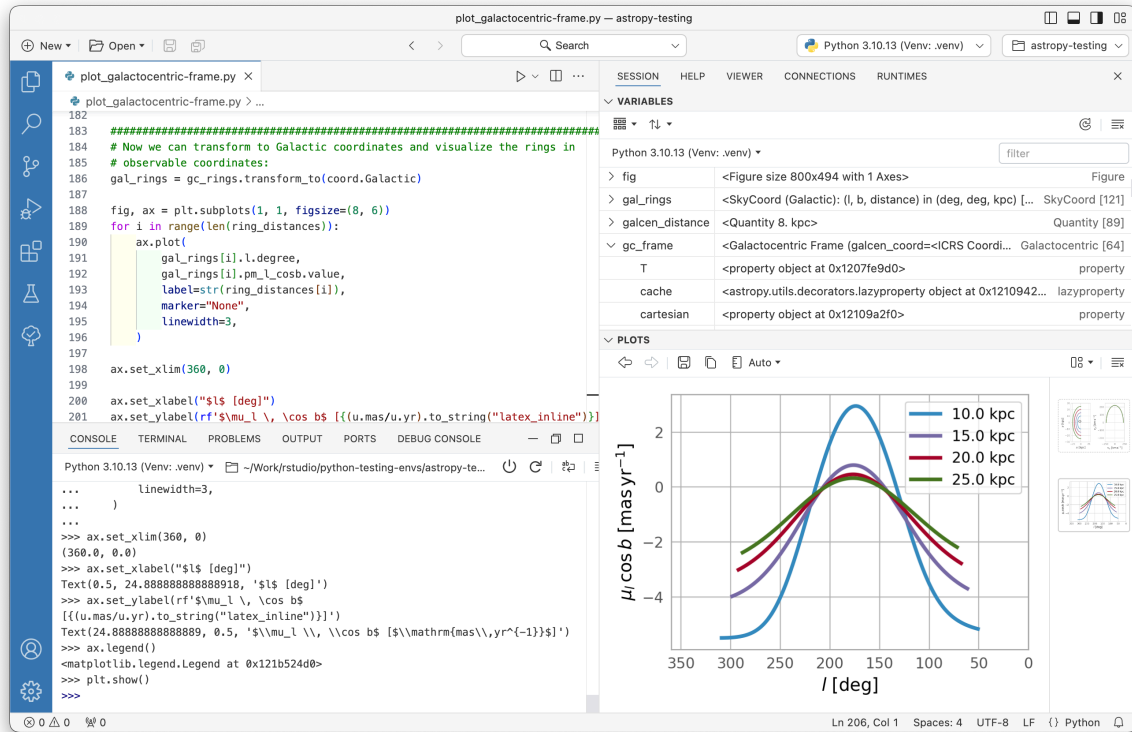 plot_galactocentric-frame.py — astropy-testing
New
Open
Search
Python 3.10.13 (Venv: .venv)
astropy-testing
plot_galactocentric-frame.py
plot_galactocentric-frame.py > ...
182
183 ############################################################################
184 # Now we can transform to Galactic coordinates and visualize the rings in
185 # observable coordinates:
186 gal_rings = gc_rings.transform_to(coord.Galactic)
187
188 fig, ax = plt.subplots(1, 1, figsize=(8, 6))
189 for i in range(len(ring_distances)):
190     ax.plot(
191         gal_rings[i].l.degree,
192         gal_rings[i].pm_l_cosb.value,
193         label=str(ring_distances[i]),
194         marker="None",
195         linewidth=3,
196     )
197
198 ax.set_xlim(360, 0)
199
200 ax.set_xlabel("$l$ [deg]")
201 ax.set_ylabel(rf'$\mu_l \, \cos b$ [{(u.mas/u.yr).to_string("latex_inline")}]
CONSOLE TERMINAL PROBLEMS OUTPUT PORTS DEBUG CONSOLE
Python 3.10.13 (Venv: .venv) ~/Work/rstudio/python-testing-envs/astropy-te...
...         linewidth=3,
...     )
...
>>> ax.set_xlim(360, 0)
(360.0, 0.0)
>>> ax.set_xlabel("$l$ [deg]")
Text(0.5, 24.888888888888918, '$l$ [deg]')
>>> ax.set_ylabel(rf'$\mu_l \, \cos b$
[{(u.mas/u.yr).to_string("latex_inline")}]')
Text(24.88888888888889, 0.5, '$\\mu_l \\, \\cos b$ [$\\mathrm{mas\\,yr^{-1}}$]')
>>> ax.legend()
<matplotlib.legend.Legend at 0x121b524d0>
>>> plt.show()
>>>
SESSION HELP VIEWER CONNECTIONS RUNTIMES
VARIABLES
Python 3.10.13 (Venv: .venv)
filter
fig <Figure size 800x494 with 1 Axes> Figure
gal_rings <SkyCoord (Galactic): (l, b, distance) in (deg, deg, kpc) [... SkyCoord [121]
galcen_distance <Quantity 8. kpc> Quantity [89]
gc_frame <Galactocentric Frame (galcen_coord=<ICRS Coordi... Galactocentric [64]
T <property object at 0x1207fe9d0> property
cache <astropy.utils.decorators.lazyproperty object at 0x1210942... lazyproperty
cartesian <property object at 0x12109a2f0> property
PLOTS
Auto
10.0 kpc
15.0 kpc
20.0 kpc
25.0 kpc
2
0
−2
−4
μl cos b [mas yr−1]
350 300 250 200 150 100 50 0
l [deg]
0 0 0
Ln 206, Col 1 Spaces: 4 UTF-8 LF {} Python